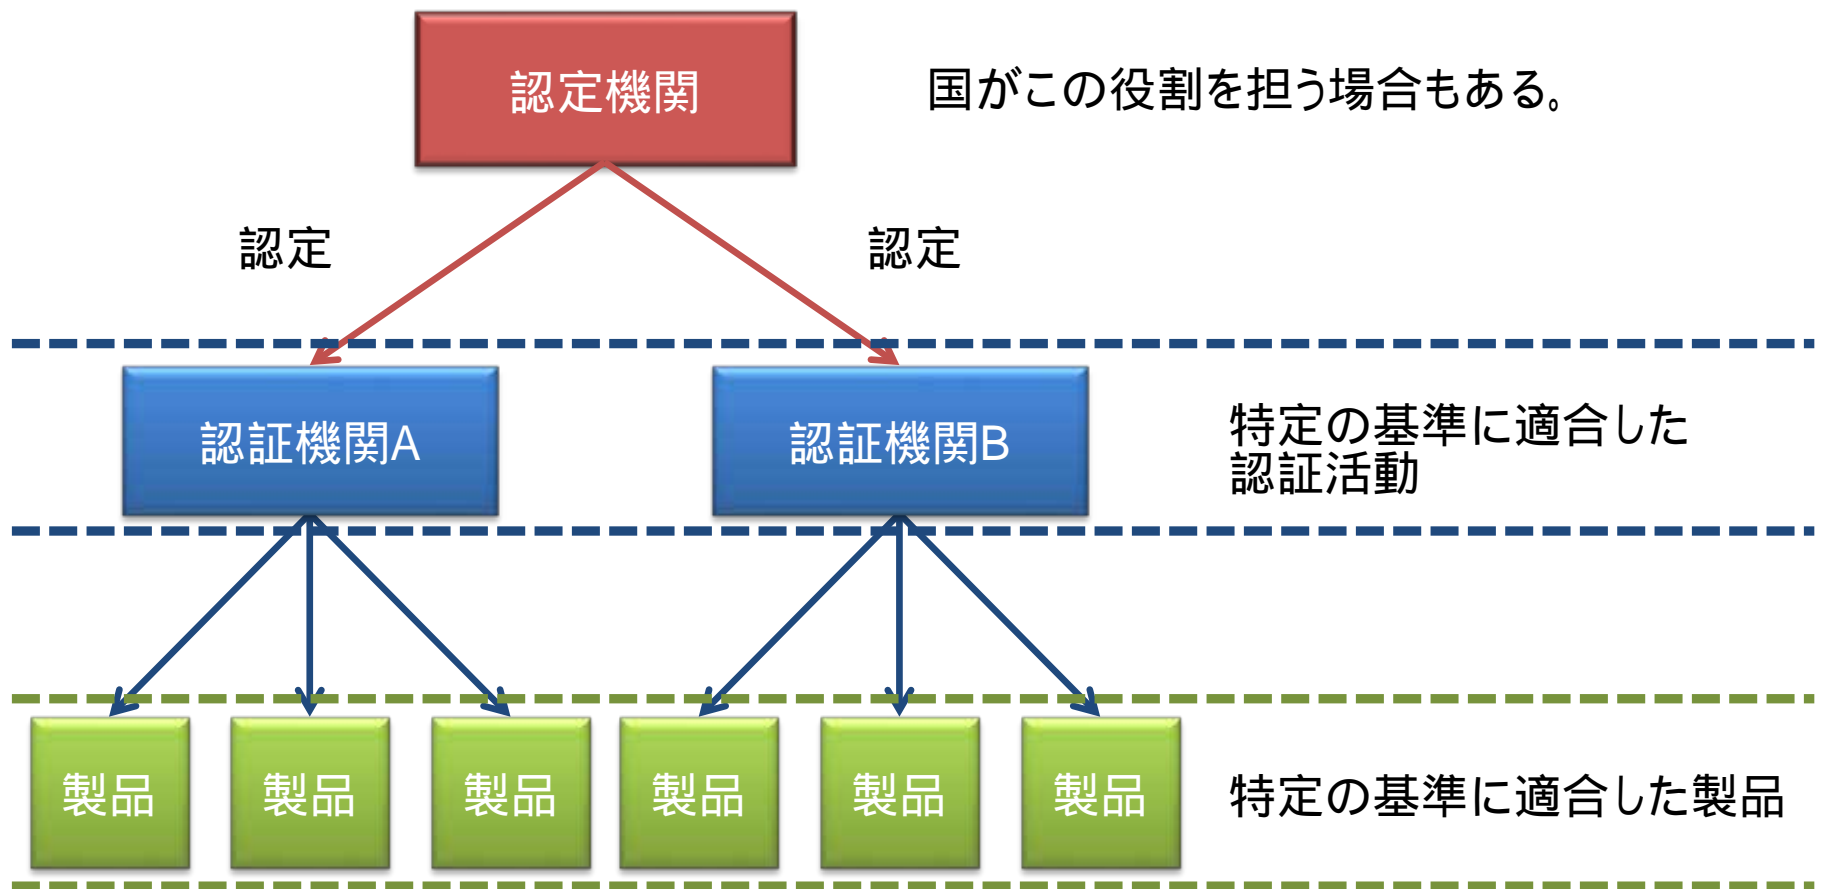 認定機関
国がこの役割を担う場合もある。
認定
認定
認証機関A
認証機関B
特定の基準に適合した
認証活動
製品
製品
製品
製品
製品
製品
特定の基準に適合した製品